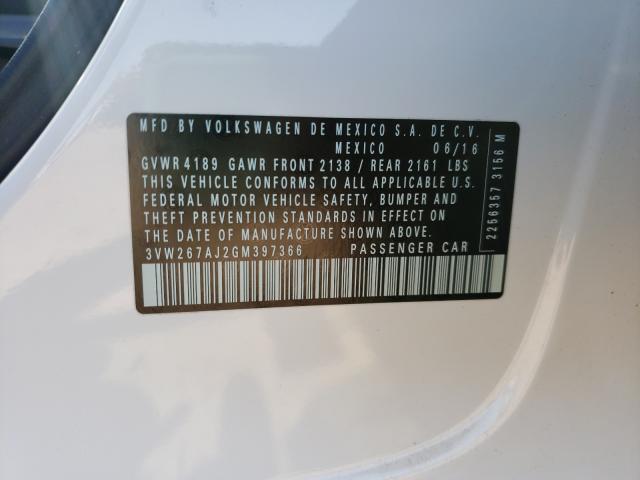 MFD BY VOLKSWAGEN DE MEXICO S.A. DE C.V.
MEXICO 06/16
GVWR 4189 GAWR FRONT 2138 / REAR 2161 LBS
THIS VEHICLE CONFORMS TO ALL APPLICABLE U.S.
FEDERAL MOTOR VEHICLE SAFETY, BUMPER AND
THEFT PREVENTION STANDARDS IN EFFECT ON
THE DATE OF MANUFACTURE SHOWN ABOVE.
3VW267AJ2GM397366 PASSENGER CAR
2256357 3156 M